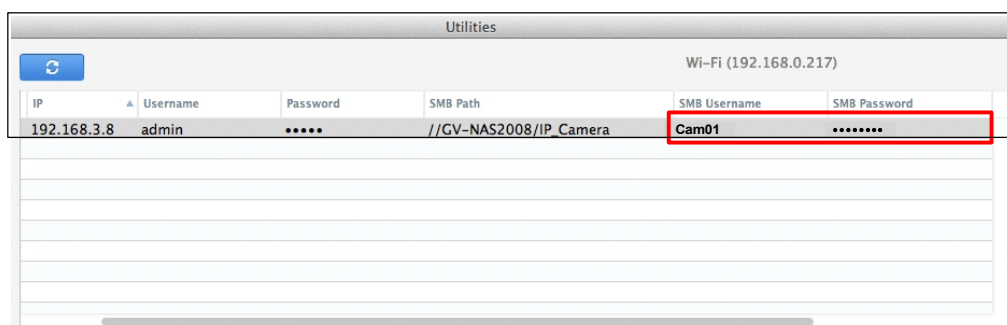 Utilities
Wi-Fi (192.168.0.217)
IP Username Password SMB Path SMB Username SMB Password
192.168.3.8 admin ••••• //GV-NAS2008/IP_Camera Cam01 ••••••••